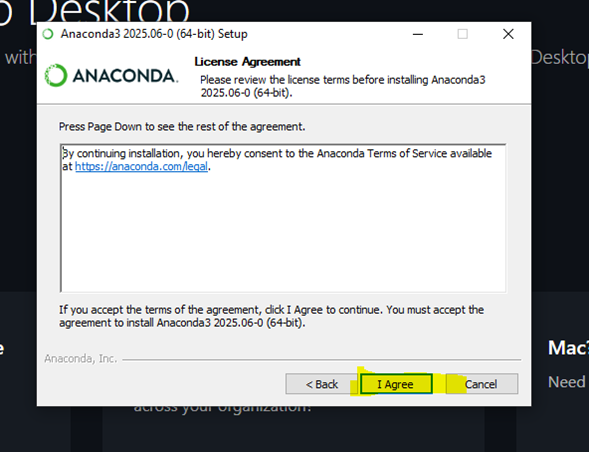 o Desktop
Anaconda3 2025.06-0 (64-bit) Setup
with
Desktop
ANACONDA.
License Agreement
Please review the license terms before installing Anaconda3
2025.06-0 (64-bit).
Press Page Down to see the rest of the agreement.
By continuing installation, you hereby consent to the Anaconda Terms of Service available
at https://anaconda.com/legal.
If you accept the terms of the agreement, click I Agree to continue. You must accept the
agreement to install Anaconda3 2025.06-0 (64-bit).
Anaconda, Inc.
< Back
I Agree
Cancel
e
Mac?
Need
across your organization?